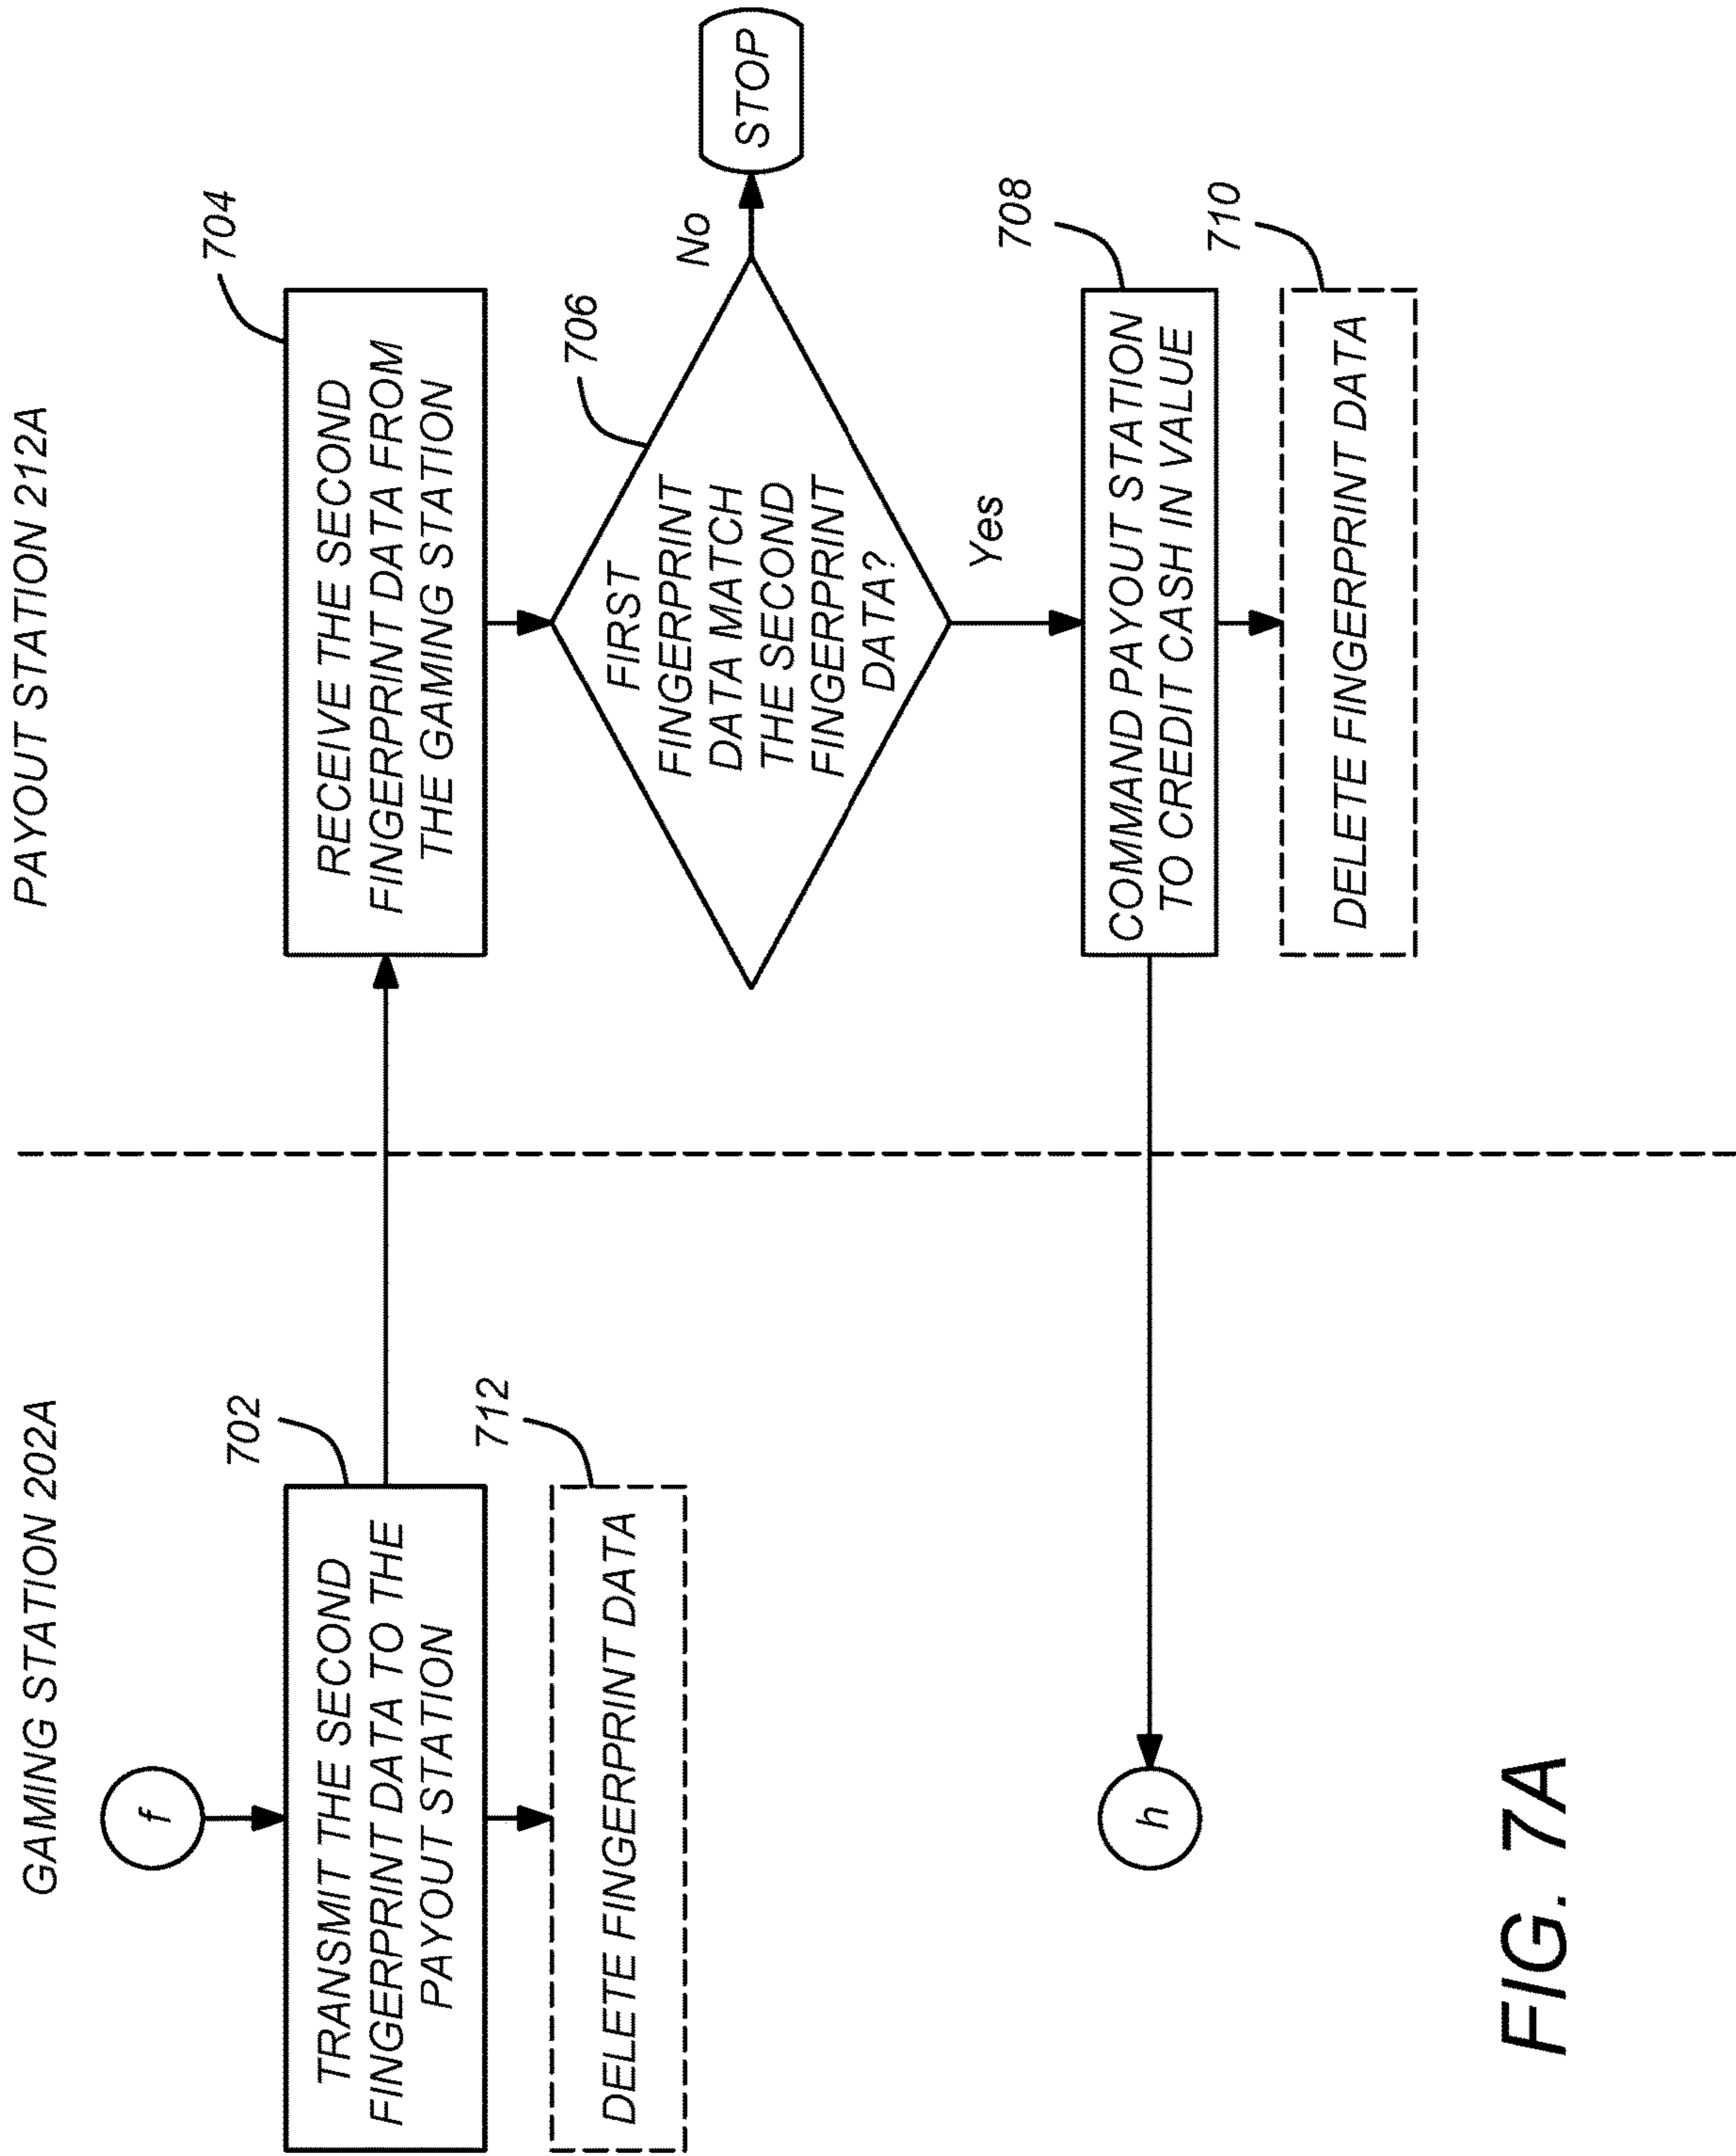 GAMING STATION 202A
f
702
TRANSMIT THE SECOND
FINGERPRINT DATA TO THE
PAYOUT STATION
712
DELETE FINGERPRINT DATA
h
PAYOUT STATION 212A
704
RECEIVE THE SECOND
FINGERPRINT DATA FROM
THE GAMING STATION
706
FIRST
FINGERPRINT
DATA MATCH
THE SECOND
FINGERPRINT
DATA?
No
STOP
Yes
708
COMMAND PAYOUT STATION
TO CREDIT CASH IN VALUE
710
DELETE FINGERPRINT DATA
FIG. 7A